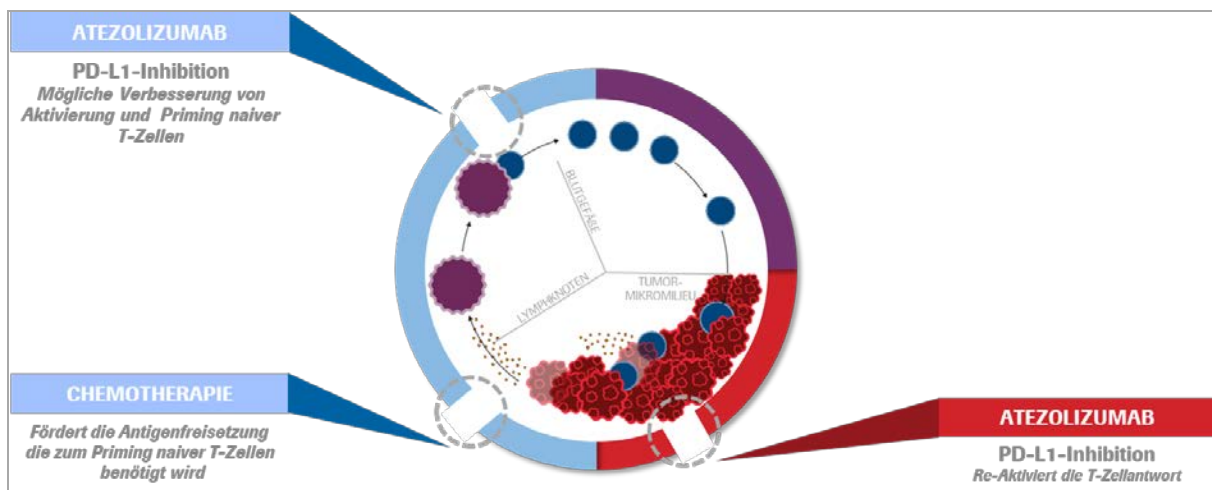 ATEZOLIZUMAB
PD-L1-Inhibition
Mögliche Verbesserung von
Aktivierung und Priming naiver
T-Zellen
BLUTGEFÄßE
LYMPHKNOTEN
TUMOR-
MIKROMILIEU
CHEMOTHERAPIE
Fördert die Antigenfreisetzung
die zum Priming naiver T-Zellen
benötigt wird
ATEZOLIZUMAB
PD-L1-Inhibition
Re-Aktiviert die T-Zellantwort